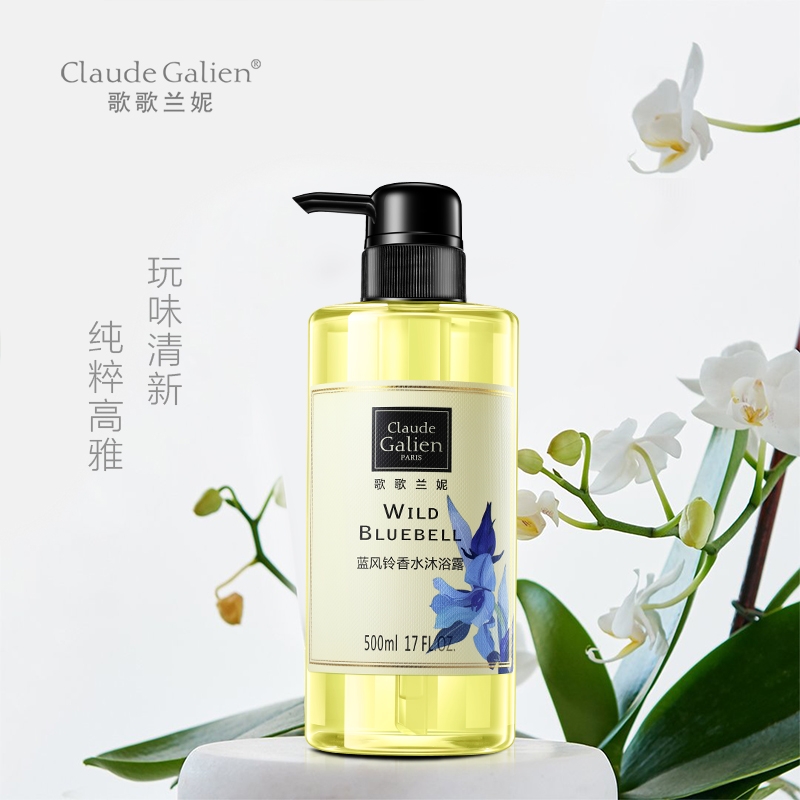 Claude Galien®
歌歌兰妮
玩味清新
纯粹高雅
Claude
Galien
PARIS
歌歌兰妮
WILD
BLUEBELL
蓝风铃香水沐浴露
500ml 17 FL.OZ.